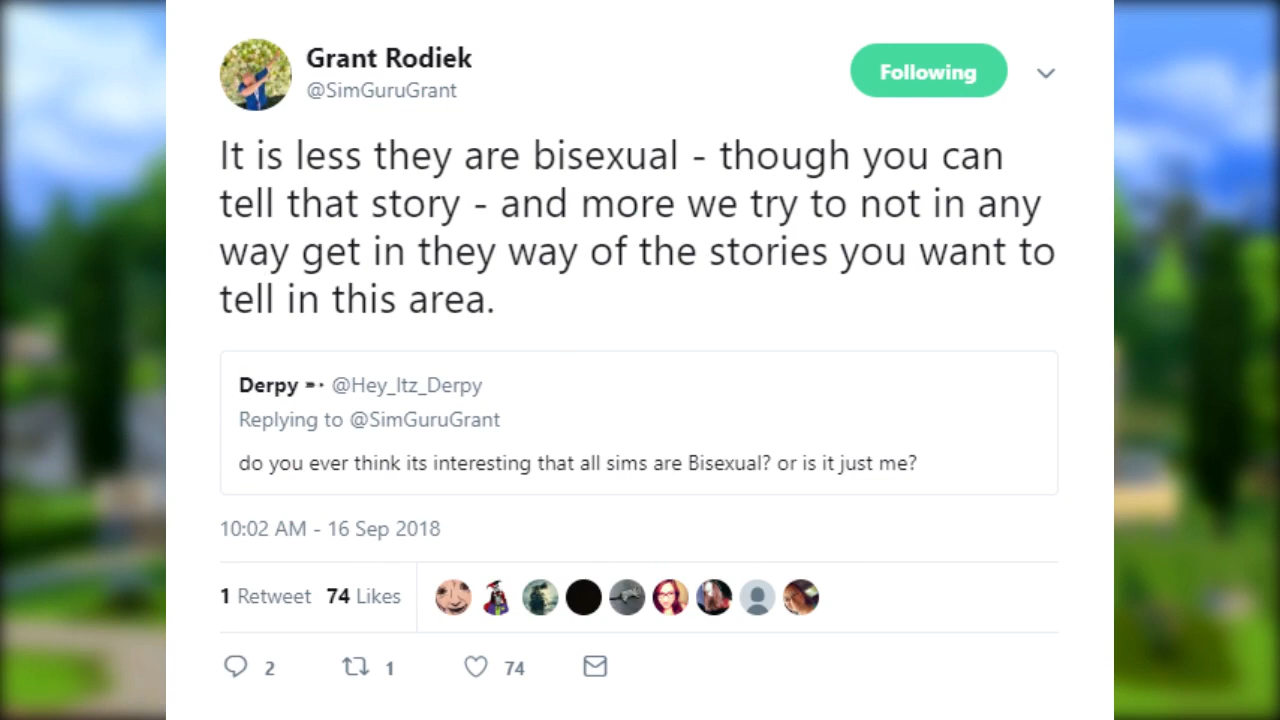 Grant Rodiek
@SimGuruGrant
Following
It is less they are bisexual - though you can
tell that story - and more we try to not in any
way get in they way of the stories you want to
tell in this area.
Derpy @Hey_Itz_Derpy
Replying to @SimGuruGrant
do you ever think its interesting that all sims are Bisexual? or is it just me?
10:02 AM - 16 Sep 2018
1 Retweet 74 Likes
2 1 74